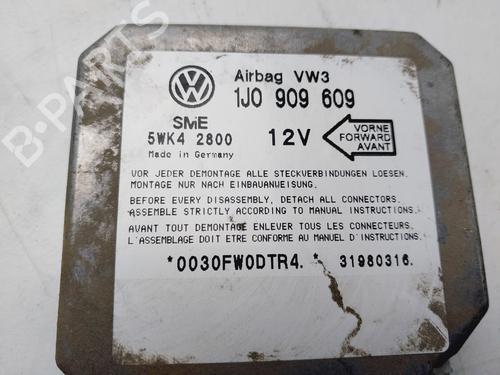 B-PARTS
Airbag VW3
1J0 909 609
SME
5WK4 2800
12V
VORNE
FORWARD
AVANT
Made in Germany
VOR JEDER DEMONTAGE ALLE STECKVERBINDUNGEN LOESEN.
MONTAGE NUR NACH EINBAUANWEISUNG.
BEFORE EVERY DISASSEMBLY, DETACH ALL CONNECTORS.
ASSEMBLE STRICTLY ACCORDING TO MANUAL INSTRUCTIONS.
AVANT TOUT DEMONTAGE ENLEVER TOUS LES CONNECTEURS.
L'ASSEMBLAGE DOIT ETRE CONFORME AU MANUEL D'INSTRUCTIONS.
*0030FW0DTR4. * 31980316.